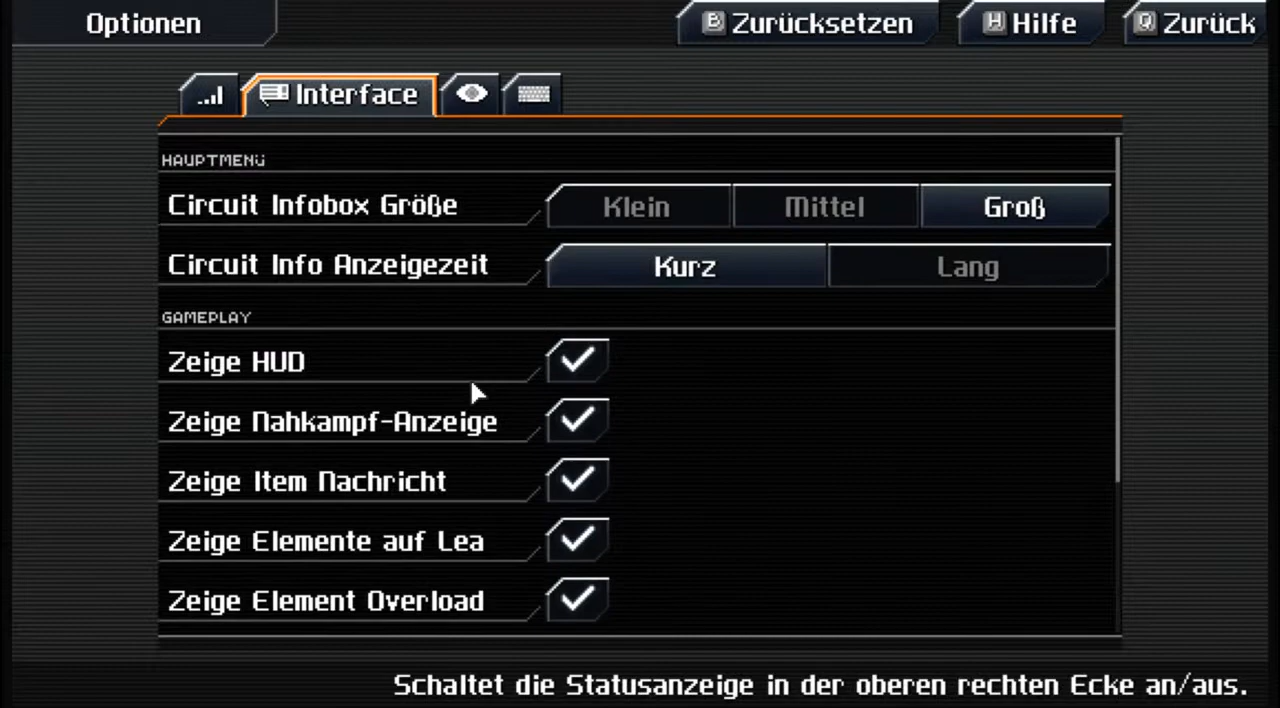 Optionen
B Zurücksetzen
H Hilfe
Q Zurück
Interface
HAUPTMENÜ
Circuit Infobox Größe
Klein Mittel Groß
Circuit Info Anzeigezeit
Kurz Lang
GAMEPLAY
Zeige HUD
Zeige Nahkampf-Anzeige
Zeige Item Nachricht
Zeige Elemente auf Lea
Zeige Element Overload
Schaltet die Statusanzeige in der oberen rechten Ecke an/aus.